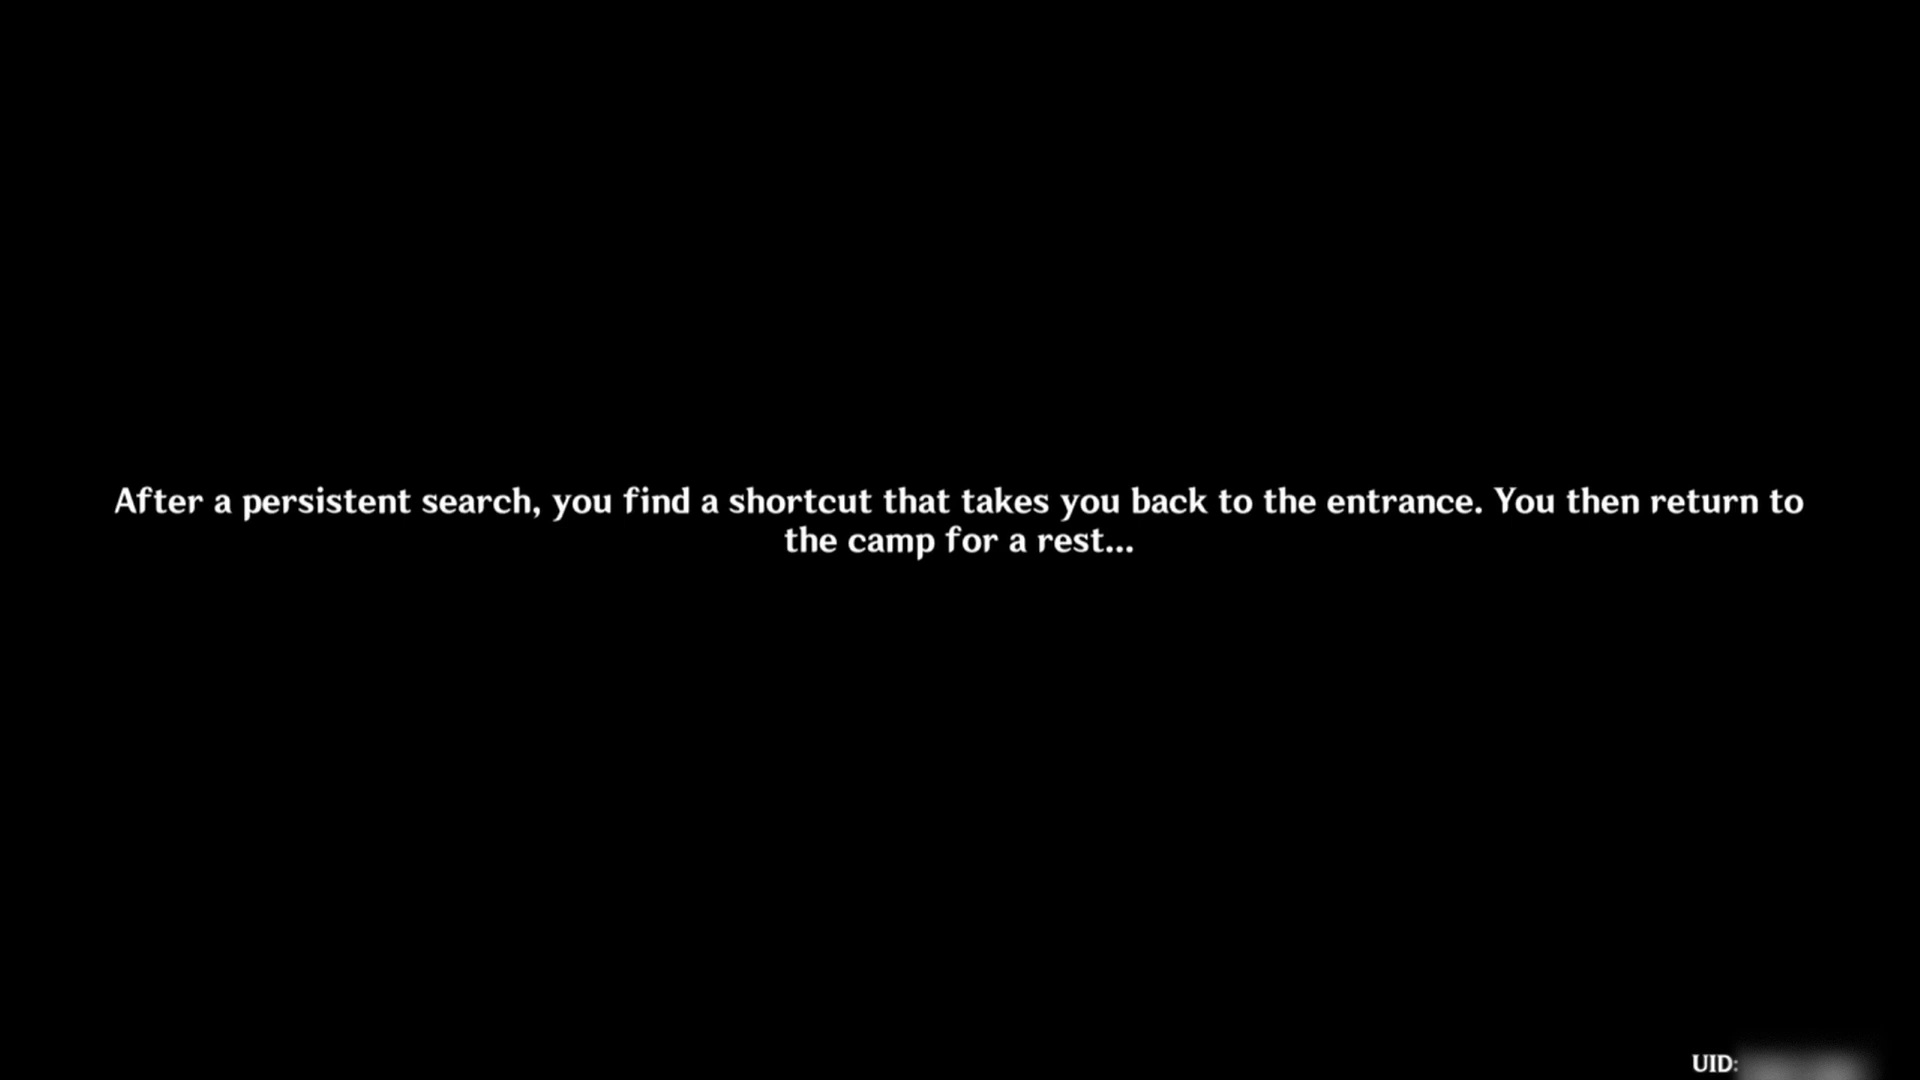 After a persistent search, you find a shortcut that takes you back to the entrance. You then return to
the camp for a rest...
UID: